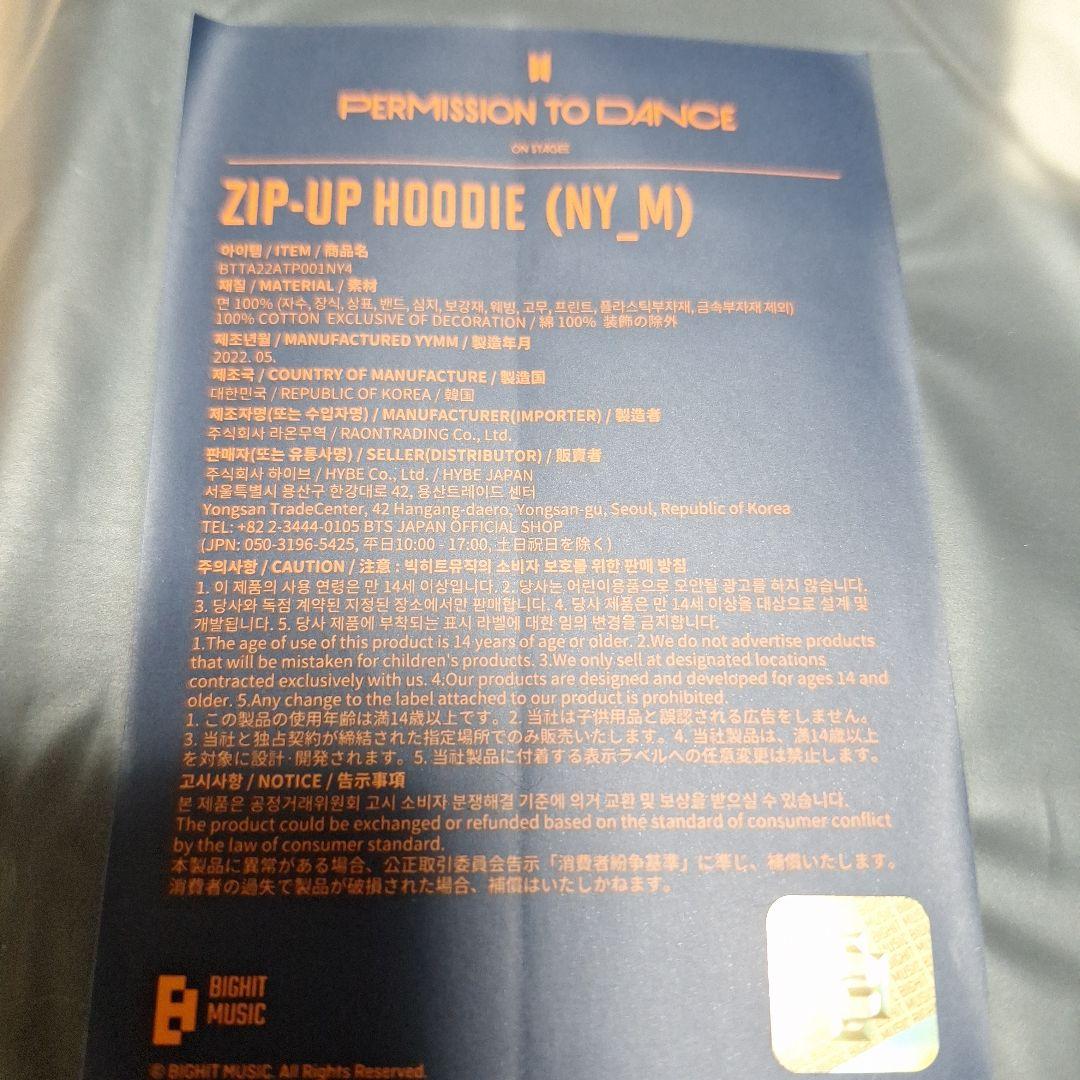 PERMISSION TO DANCE
ON STAGE
ZIP-UP HOODIE (NY_M)
아이템 / ITEM / 商品名
BTTA22ATP001NY4
재질 / MATERIAL / 素材
면 100% (자수, 장식, 상표, 밴드, 심지, 보강재, 웨빙, 고무, 프린트, 플라스틱부자재, 금속부자재 제외)
100% COTTON EXCLUSIVE OF DECORATION / 綿 100% 装飾の除外
제조년월 / MANUFACTURED YYMM / 製造年月
2022. 05.
제조국 / COUNTRY OF MANUFACTURE / 製造国
대한민국 / REPUBLIC OF KOREA / 韓国
제조자명(또는 수입자명) / MANUFACTURER(IMPORTER) / 製造者
주식회사 라온무역 / RAONTRADING Co., Ltd.
판매자(또는 유통사명) / SELLER(DISTRIBUTOR) / 販賣者
주식회사 하이브 / HYBE Co., Ltd. / HYBE JAPAN
서울특별시 용산구 한강대로 42, 용산트레이드 센터
Yongsan TradeCenter, 42 Hangang-daero, Yongsan-gu, Seoul, Republic of Korea
TEL: +82 2-3444-0105 BTS JAPAN OFFICIAL SHOP
(JPN: 050-3196-5425, 平日10:00 - 17:00, 土日祝日を除く)
주의사항 / CAUTION / 注意 : 빅히트뮤직의 소비자 보호를 위한 판매 방침
1. 이 제품의 사용 연령은 만 14세 이상입니다. 2. 당사는 어린이용품으로 오인될 광고를 하지 않습니다.
3. 당사와 독점 계약된 지정된 장소에서만 판매합니다. 4. 당사 제품은 만 14세 이상을 대상으로 설계 및
개발됩니다. 5. 당사 제품에 부착되는 표시 라벨에 대한 임의 변경을 금지합니다.
1.The age of use of this product is 14 years of age or older. 2.We do not advertise products
that will be mistaken for children's products. 3.We only sell at designated locations
contracted exclusively with us. 4.Our products are designed and developed for ages 14 and
older. 5.Any change to the label attached to our product is prohibited.
1. この製品の使用年齢は満14歳以上です。2. 当社は子供用品と誤認される広告をしません。
3. 当社と独占契約が締結された指定場所でのみ販売いたします。4. 当社製品は、満14歳以上
を対象に設計·開発されます。5. 当社製品に付着する表示ラベルへの任意変更は禁止します。
고시사항 / NOTICE / 告示事項
본 제품은 공정거래위원회 고시 소비자 분쟁해결 기준에 의거 교환 및 보상을 받으실 수 있습니다.
The product could be exchanged or refunded based on the standard of consumer conflict
by the law of consumer standard.
本製品に異常がある場合、公正取引委員会告示「消費者紛争基準」に準じ、補償いたします。
消費者の過失で製品が破損された場合、補償はいたしかねます。
BIGHIT
MUSIC
© BIGHIT MUSIC. All Rights Reserved.